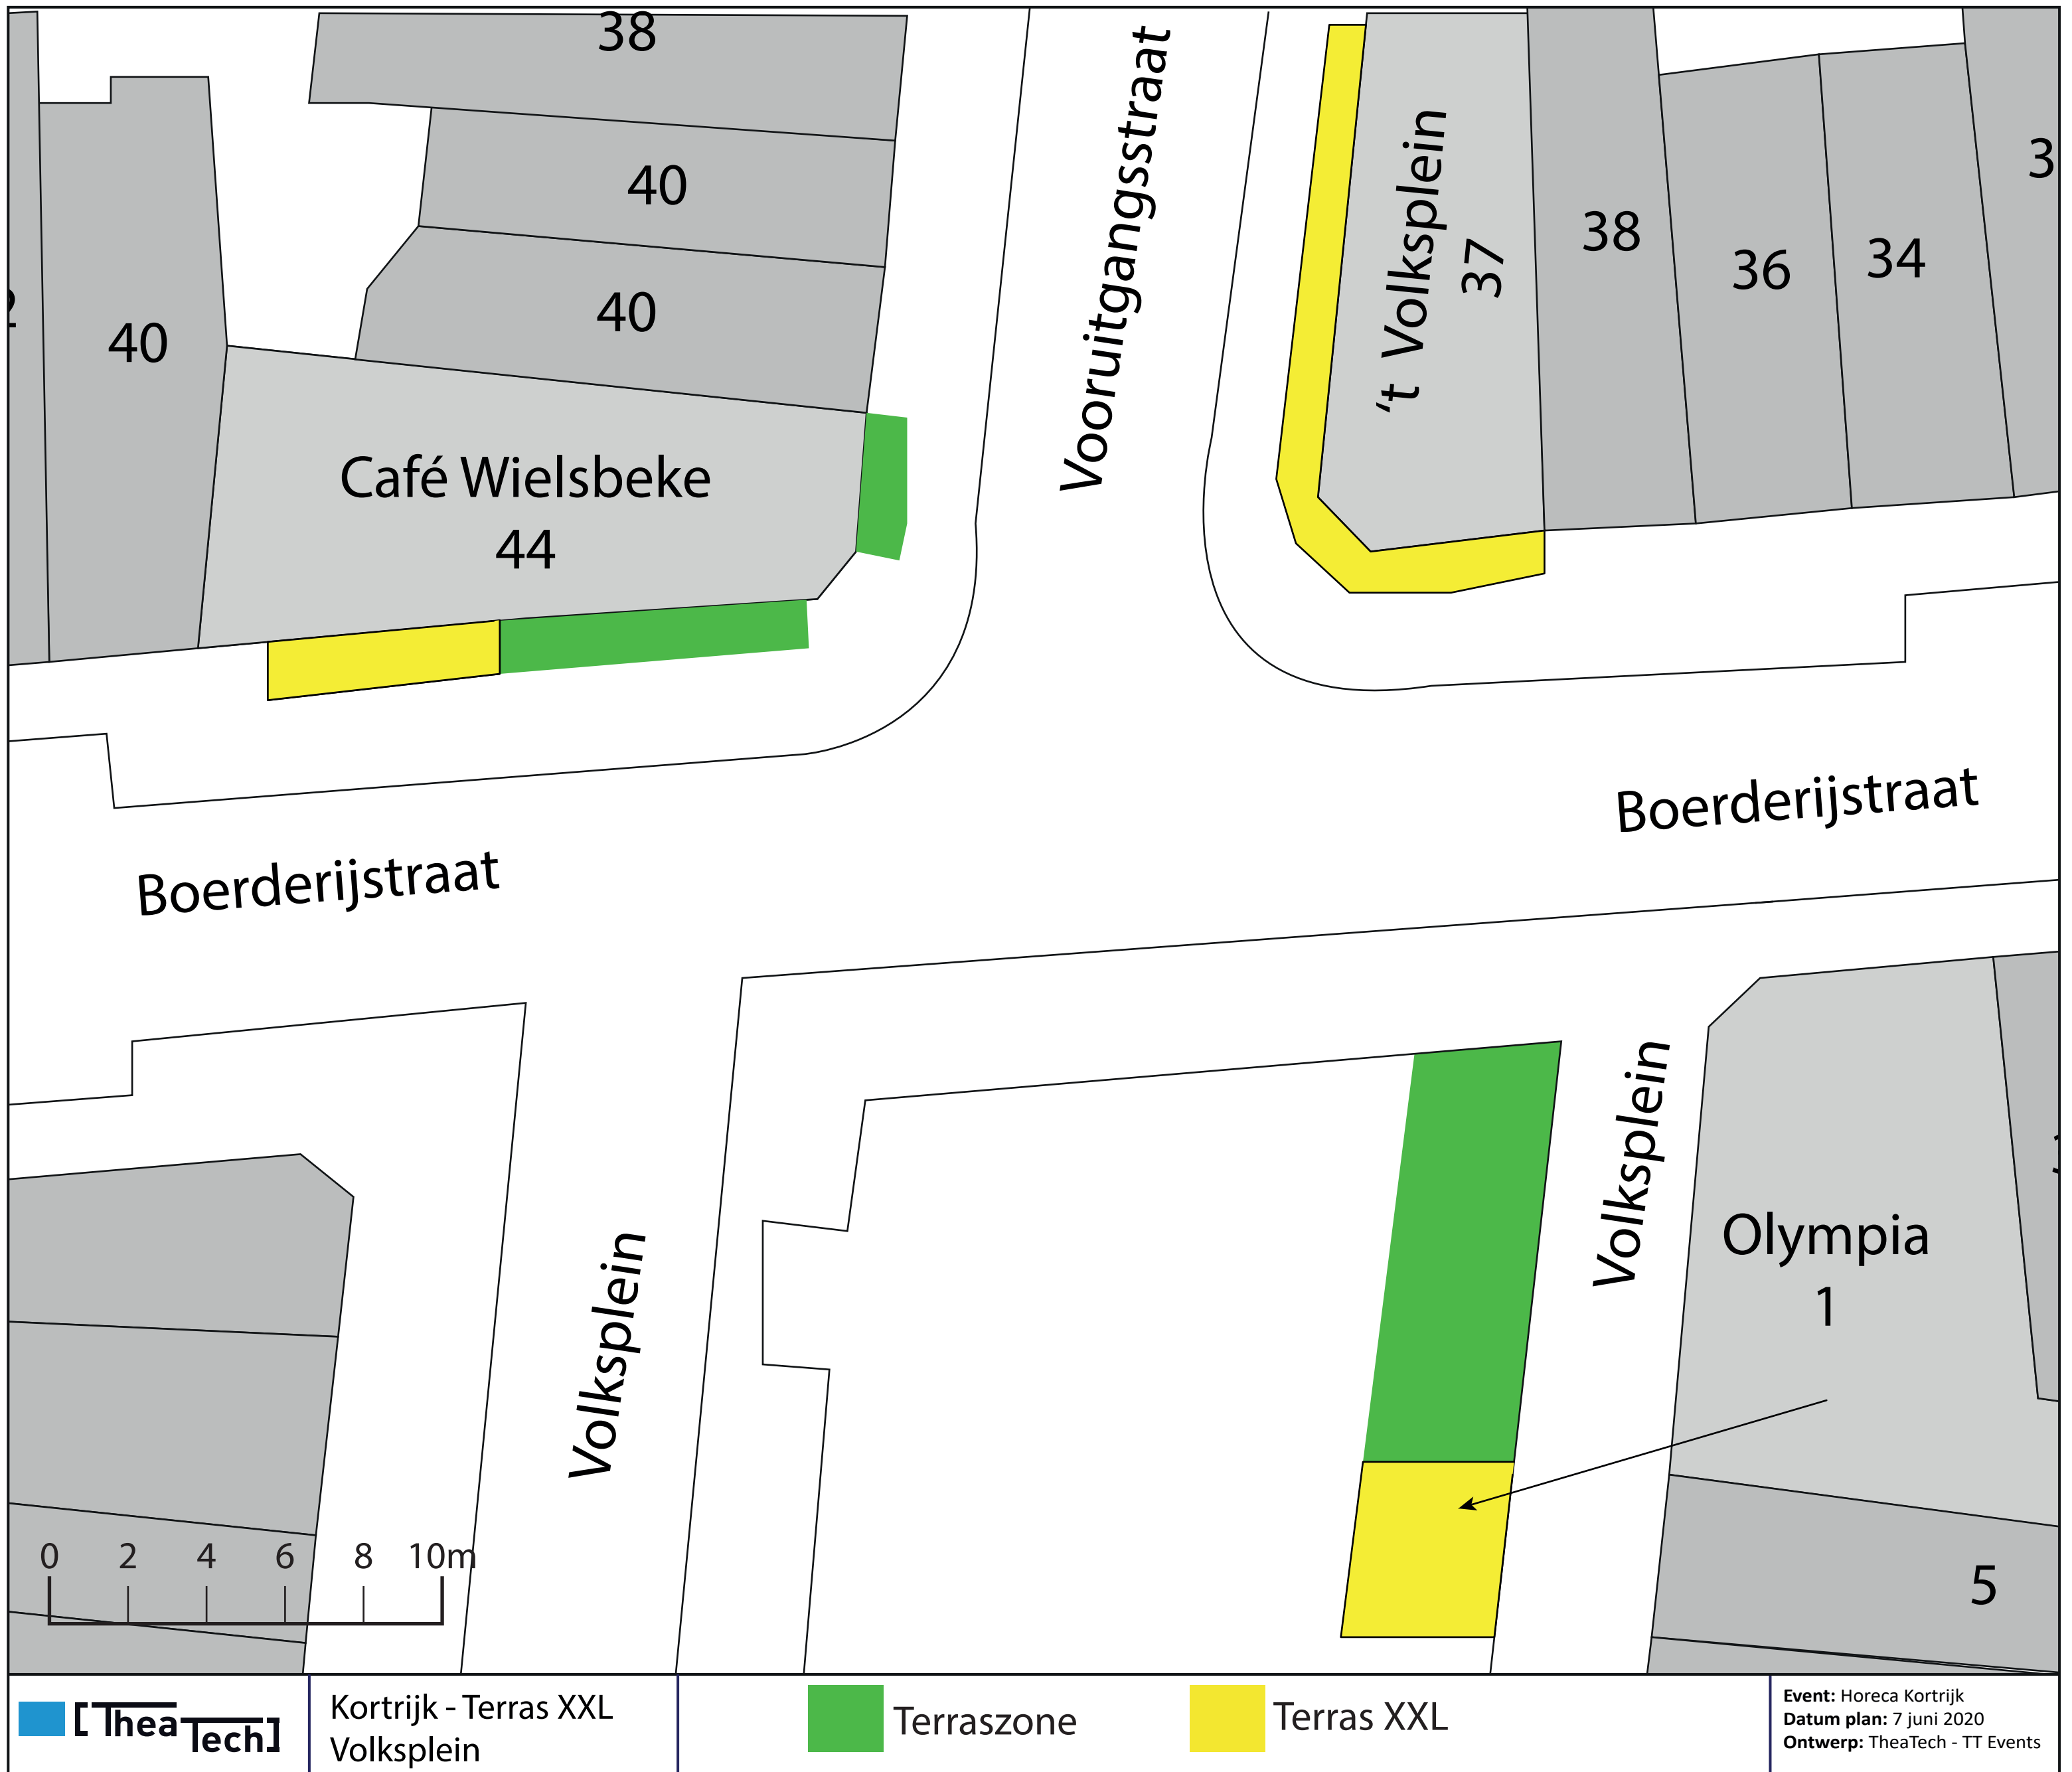 38
40
40
40
Café Wielsbeke
44
Vooruitgangsstraat
't Volksplein
37
38
36
34
3
Boerderijstraat
Boerderijstraat
Volksplein
Volksplein
Olympia
1
5
0 2 4 6 8 10m
[TheaTech]
Kortrijk - Terras XXL
Volksplein
Terraszone
Terras XXL
Event: Horeca Kortrijk
Datum plan: 7 juni 2020
Ontwerp: TheaTech - TT Events